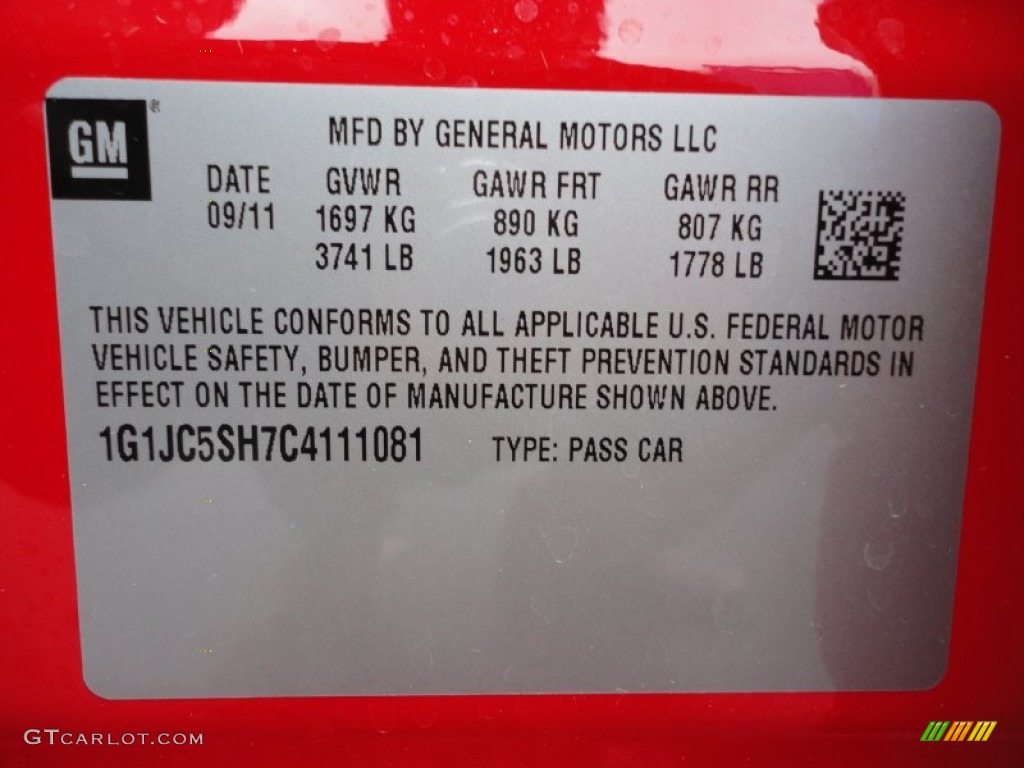 GM ®
MFD BY GENERAL MOTORS LLC
DATE GVWR GAWR FRT GAWR RR
09/11 1697 KG 890 KG 807 KG
3741 LB 1963 LB 1778 LB
THIS VEHICLE CONFORMS TO ALL APPLICABLE U.S. FEDERAL MOTOR
VEHICLE SAFETY, BUMPER, AND THEFT PREVENTION STANDARDS IN
EFFECT ON THE DATE OF MANUFACTURE SHOWN ABOVE.
1G1JC5SH7C4111081 TYPE: PASS CAR
GTCARLOT.COM